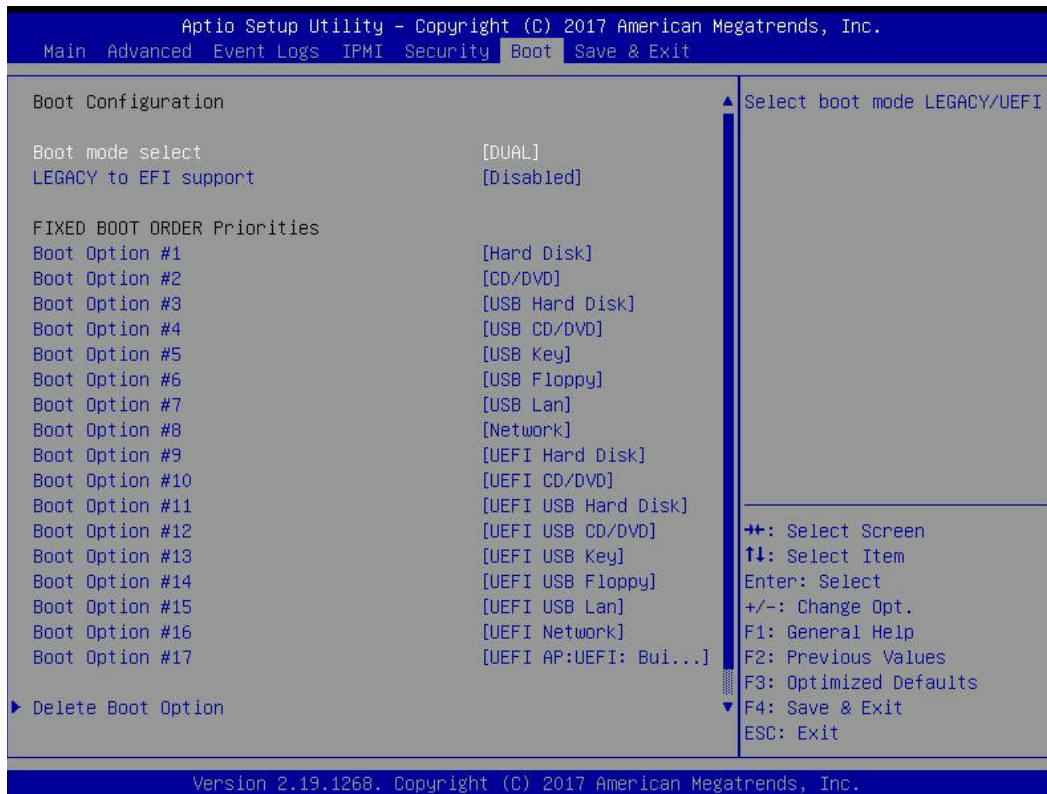 Aptio Setup Utility – Copyright (C) 2017 American Megatrends, Inc.
Main Advanced Event Logs IPMI Security Boot Save & Exit
Boot Configuration
Boot mode select [DUAL]
LEGACY to EFI support [Disabled]
FIXED BOOT ORDER Priorities
Boot Option #1 [Hard Disk]
Boot Option #2 [CD/DVD]
Boot Option #3 [USB Hard Disk]
Boot Option #4 [USB CD/DVD]
Boot Option #5 [USB Key]
Boot Option #6 [USB Floppy]
Boot Option #7 [USB Lan]
Boot Option #8 [Network]
Boot Option #9 [UEFI Hard Disk]
Boot Option #10 [UEFI CD/DVD]
Boot Option #11 [UEFI USB Hard Disk]
Boot Option #12 [UEFI USB CD/DVD]
Boot Option #13 [UEFI USB Key]
Boot Option #14 [UEFI USB Floppy]
Boot Option #15 [UEFI USB Lan]
Boot Option #16 [UEFI Network]
Boot Option #17 [UEFI AP:UEFI: Bui...]
Delete Boot Option
Select boot mode LEGACY/UEFI
→←: Select Screen
↑↓: Select Item
Enter: Select
+/-: Change Opt.
F1: General Help
F2: Previous Values
F3: Optimized Defaults
F4: Save & Exit
ESC: Exit
Version 2.19.1268. Copyright (C) 2017 American Megatrends, Inc.